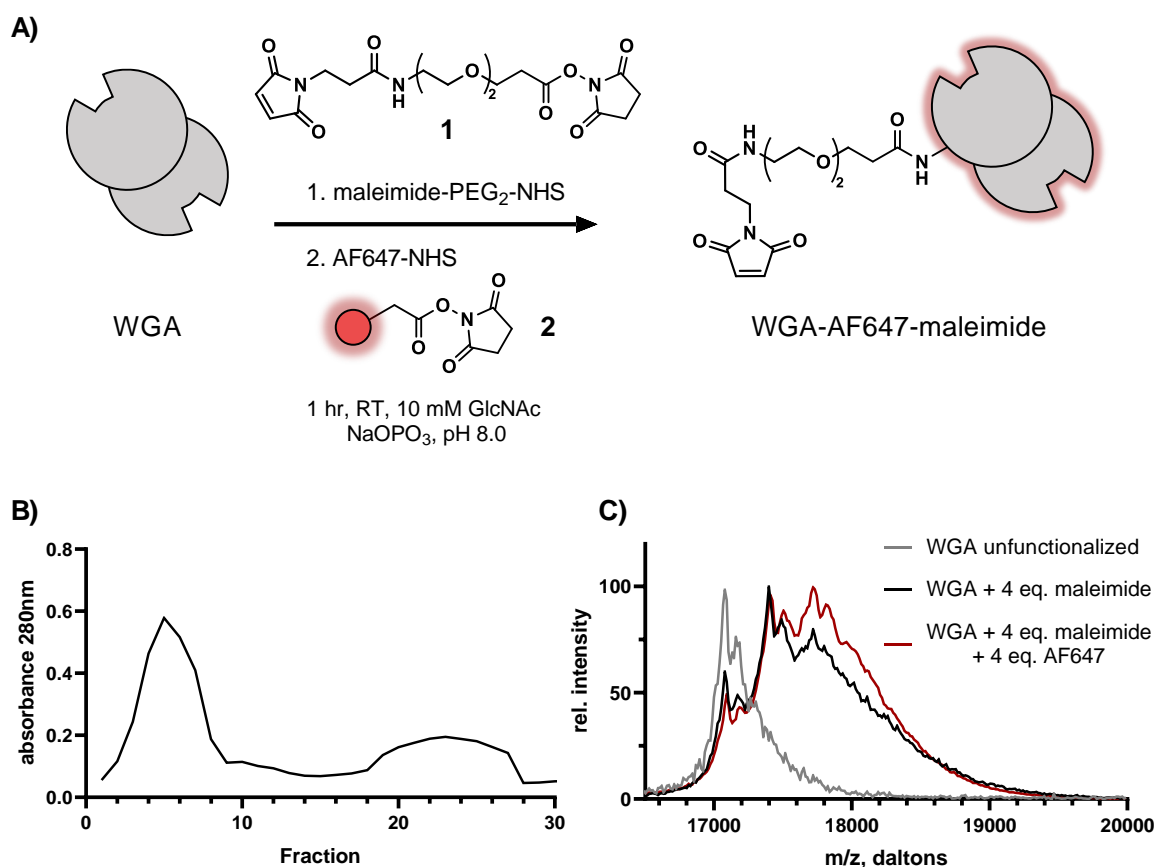 A)
O
O
N
O
O
N
H
O
2
O
O
O
N
O
O
1
1. maleimide-PEG2-NHS
2. AF647-NHS
O
O
N
O
O
2
1 hr, RT, 10 mM GlcNAc
NaOPO3, pH 8.0
WGA
H
N
O
O
2
O
N
H
N
O
O
WGA-AF647-maleimide
B)
absorbance 280nm
0.8
0.6
0.4
0.2
0.0
0 10 20 30
Fraction
C)
WGA unfunctionalized
WGA + 4 eq. maleimide
WGA + 4 eq. maleimide
+ 4 eq. AF647
rel. intensity
100
50
0
17000 18000 19000 20000
m/z, daltons